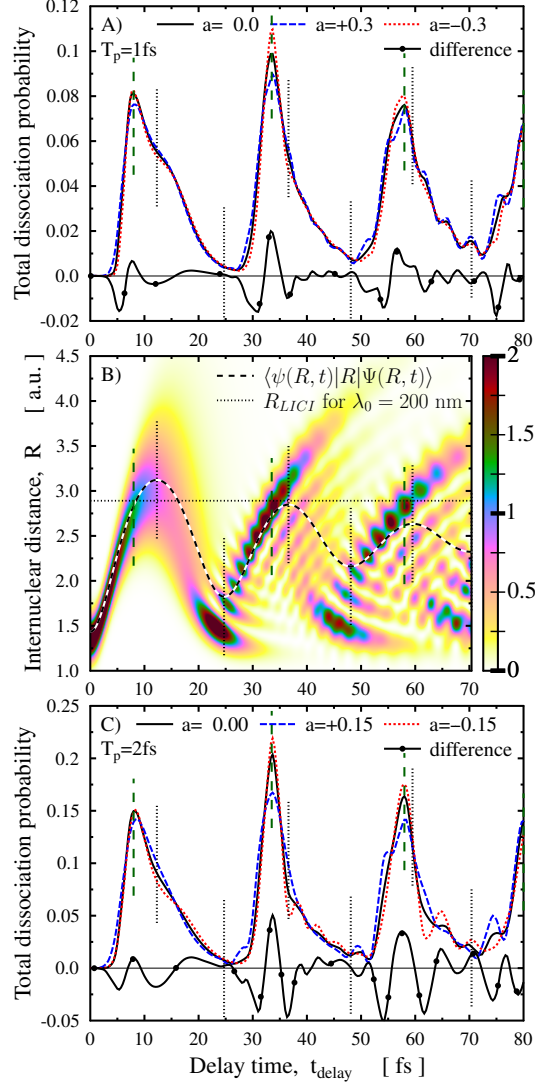 A) a= 0.0 a=+0.3 a=−0.3
T_p=1fs difference
Total dissociation probability
0.12
0.10
0.08
0.06
0.04
0.02
0.0
-0.02
0 10 20 30 40 50 60 70 80
B) ⟨ψ(R,t)|R|Ψ(R,t)⟩
R_LICI for λ_0 = 200 nm
Internuclear distance, R [ a.u. ]
4.5
4.0
3.5
3.0
2.5
2.0
1.5
1.0
0 10 20 30 40 50 60 70
2
1.5
1
0.5
0
C) a= 0.00 a=+0.15 a=−0.15
T_p=2fs difference
Total dissociation probability
0.25
0.20
0.15
0.10
0.05
0.0
-0.05
0 10 20 30 40 50 60 70 80
Delay time, t_delay [ fs ]